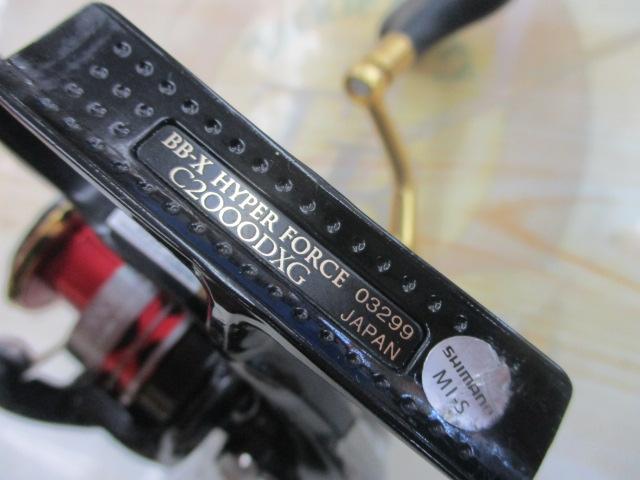 BB-X HYPER FORCE
C2000DXG
03299
JAPAN
SHIMANO
MI-S